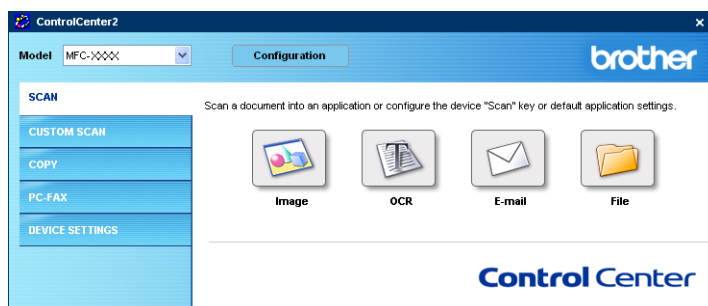 ControlCenter2
Model MFC-XXXX Configuration brother
SCAN
CUSTOM SCAN
COPY
PC-FAX
DEVICE SETTINGS
Scan a document into an application or configure the device "Scan" key or default application settings.
Image OCR E-mail File
Control Center